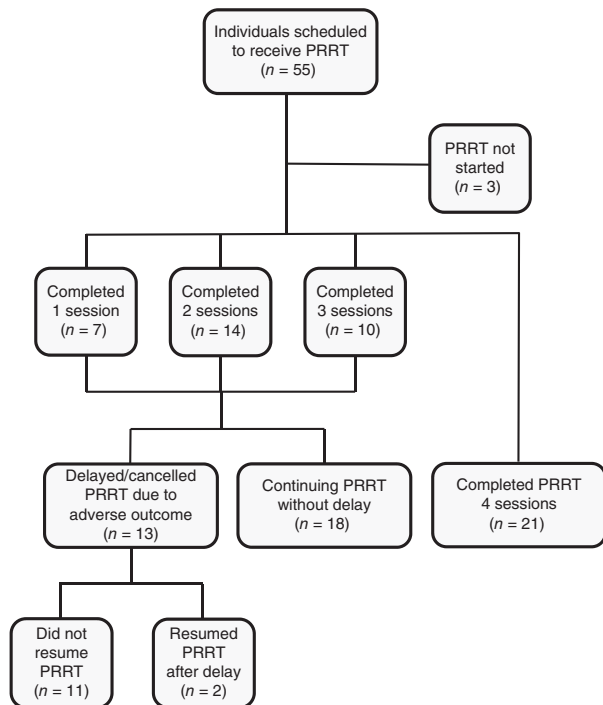 Individuals scheduled
to receive PRRT
(n = 55)
PRRT not
started
(n = 3)
Completed
1 session
(n = 7)
Completed
2 sessions
(n = 14)
Completed
3 sessions
(n = 10)
Delayed/cancelled
PRRT due to
adverse outcome
(n = 13)
Continuing PRRT
without delay
(n = 18)
Completed PRRT
4 sessions
(n = 21)
Did not
resume
PRRT
(n = 11)
Resumed
PRRT
after delay
(n = 2)